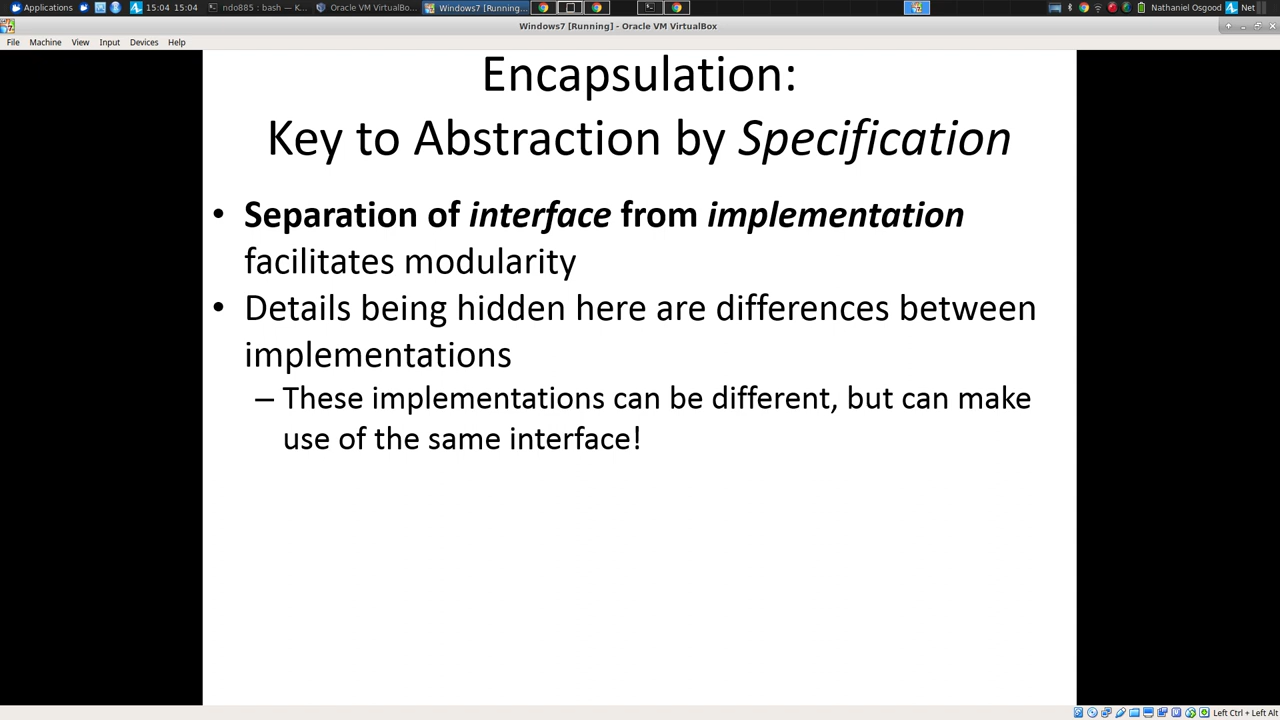 Applications
15:04 15:04
ndo885 : bash — K...
Oracle VM VirtualBo...
Windows7 [Running...
Nathaniel Osgood
Net
Windows7 [Running] - Oracle VM VirtualBox
File Machine View Input Devices Help
Encapsulation:
Key to Abstraction by Specification
• Separation of interface from implementation
facilitates modularity
• Details being hidden here are differences between
implementations
– These implementations can be different, but can make
use of the same interface!
Left Ctrl + Left Alt